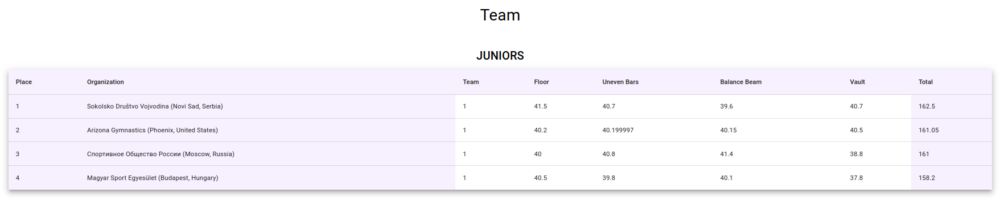 Team
JUNIORS
Place Organization Team Floor Uneven Bars Balance Beam Vault Total
1 Sokolsko Društvo Vojvodina (Novi Sad, Serbia) 1 41.5 40.7 39.6 40.7 162.5
2 Arizona Gymnastics (Phoenix, United States) 1 40.2 40.199997 40.15 40.5 161.05
3 Спортивное Общество России (Moscow, Russia) 1 40 40.8 41.4 38.8 161
4 Magyar Sport Egyesület (Budapest, Hungary) 1 40.5 39.8 40.1 37.8 158.2